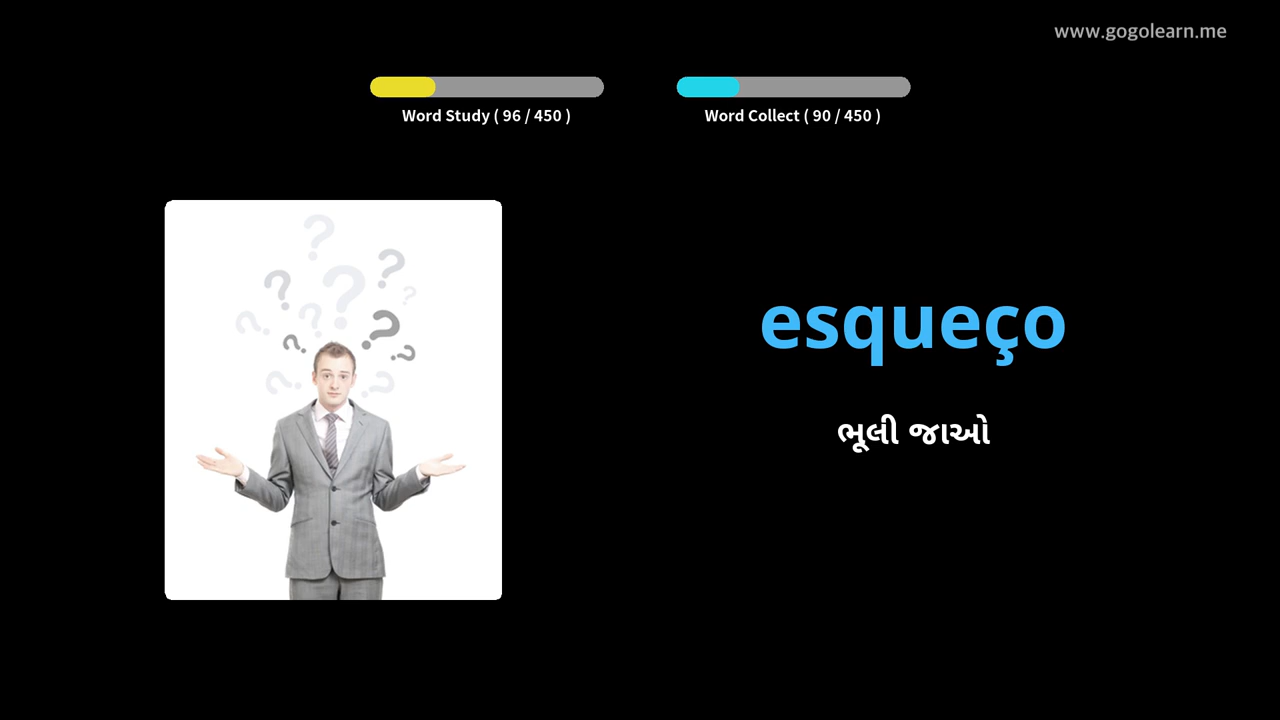 www.gogolearn.me
Word Study ( 96 / 450 )
Word Collect ( 90 / 450 )
esqueço
ભૂલી જાઓ